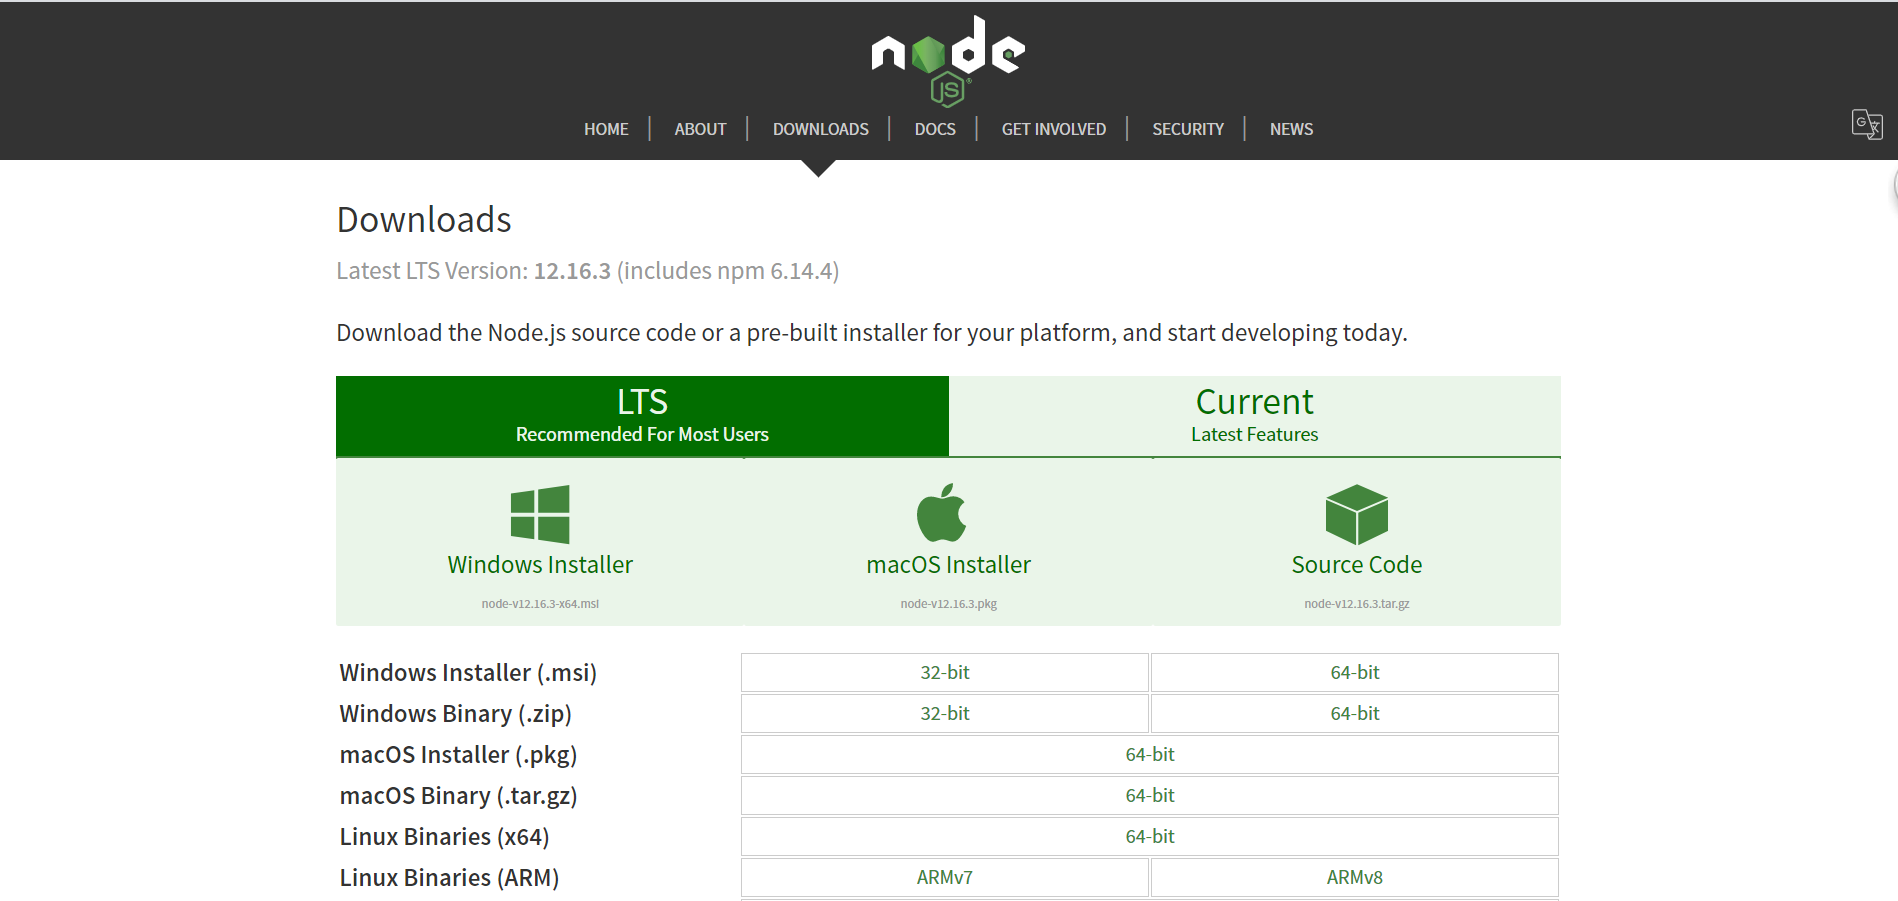 node
JS®
HOME ABOUT DOWNLOADS DOCS GET INVOLVED SECURITY NEWS
Downloads
Latest LTS Version: 12.16.3 (includes npm 6.14.4)
Download the Node.js source code or a pre-built installer for your platform, and start developing today.
LTS
Recommended For Most Users
Current
Latest Features
Windows Installer
node-v12.16.3-x64.msi
macOS Installer
node-v12.16.3.pkg
Source Code
node-v12.16.3.tar.gz
Windows Installer (.msi) 32-bit 64-bit
Windows Binary (.zip) 32-bit 64-bit
macOS Installer (.pkg) 64-bit
macOS Binary (.tar.gz) 64-bit
Linux Binaries (x64) 64-bit
Linux Binaries (ARM) ARMv7 ARMv8